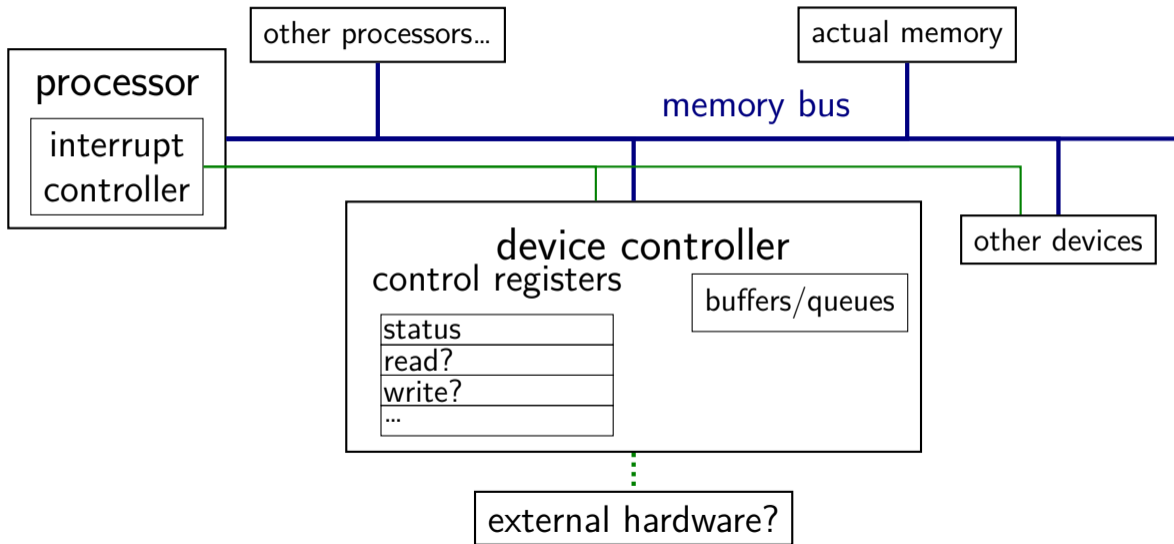 other processors...
actual memory
processor
memory bus
interrupt
controller
other devices
device controller
control registers
buffers/queues
status
read?
write?
...
external hardware?